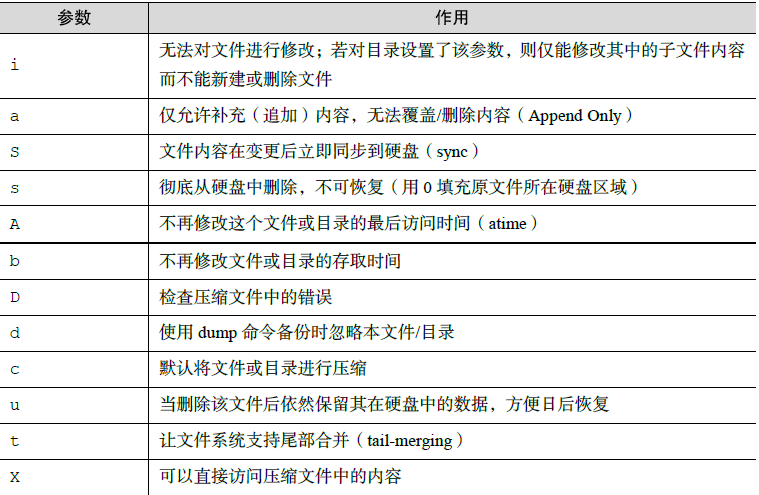 参数 作用
i 无法对文件进行修改；若对目录设置了该参数，则仅能修改其中的子文件内容
而不能新建或删除文件
a 仅允许补充（追加）内容，无法覆盖/删除内容（Append Only）
S 文件内容在变更后立即同步到硬盘（sync）
s 彻底从硬盘中删除，不可恢复（用 0 填充原文件所在硬盘区域）
A 不再修改这个文件或目录的最后访问时间（atime）
b 不再修改文件或目录的存取时间
D 检查压缩文件中的错误
d 使用 dump 命令备份时忽略本文件/目录
c 默认将文件或目录进行压缩
u 当删除该文件后依然保留其在硬盘中的数据，方便日后恢复
t 让文件系统支持尾部合并（tail-merging）
X 可以直接访问压缩文件中的内容